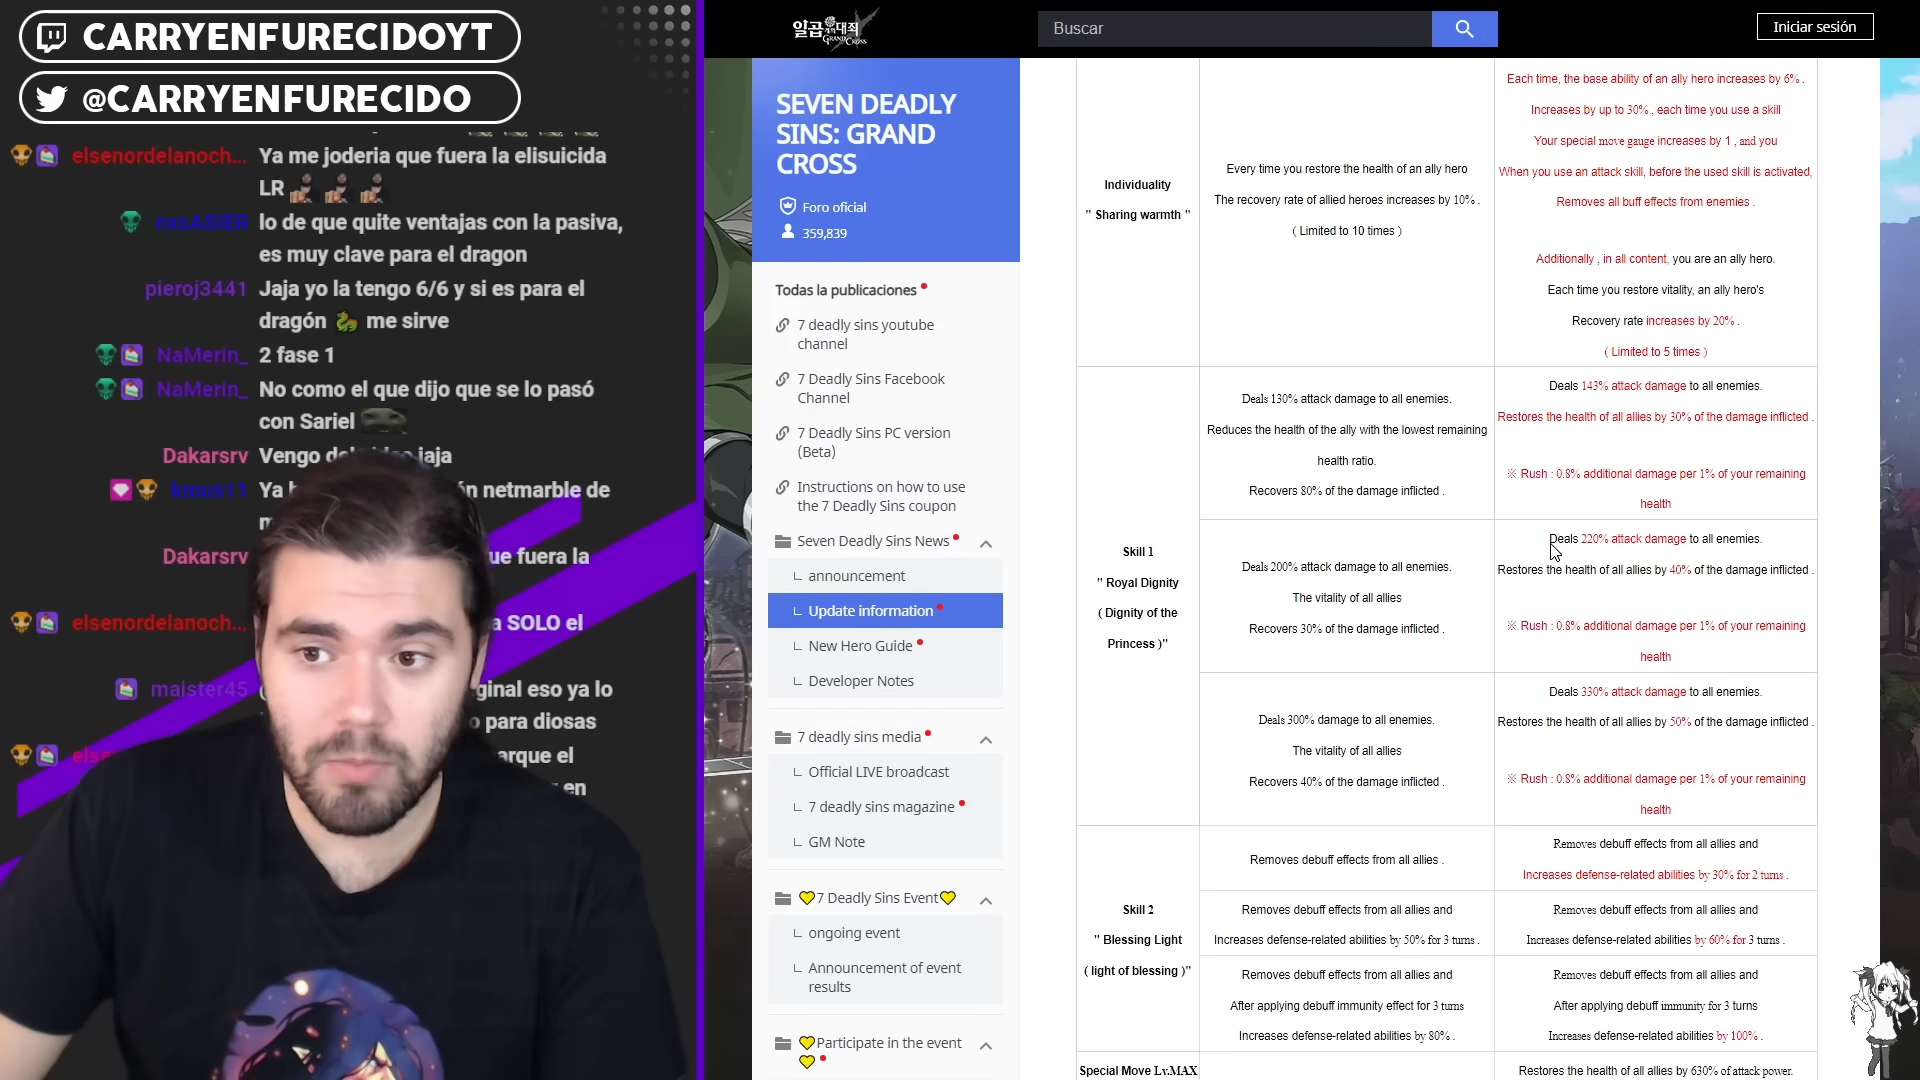 CARRYENFURECIDOYT
@CARRYENFURECIDO
elsenordelanoch... Ya me joderia que fuera la elisuicida
LR
nxsASIER lo de que quite ventajas con la pasiva,
es muy clave para el dragon
pieroj3441 Jaja yo la tengo 6/6 y si es para el
dragón me sirve
NaMerin_ 2 fase 1
NaMerin_ No como el que dijo que se lo pasó
con Sariel
Dakarsrv Vengo jaja
kmus11 Ya n netmarble de
Dakarsrv ue fuera la
elsenordelanoch... a SOLO el
maister45 ginal eso ya lo
o para diosas
arque el
en
알곱 대죄
GRAND CROSS
Buscar
Iniciar sesión
SEVEN DEADLY
SINS: GRAND
CROSS
Foro oficial
359,839
Todas la publicaciones
7 deadly sins youtube
channel
7 Deadly Sins Facebook
Channel
7 Deadly Sins PC version
(Beta)
Instructions on how to use
the 7 Deadly Sins coupon
Seven Deadly Sins News
announcement
Update information
New Hero Guide
Developer Notes
7 deadly sins media
Official LIVE broadcast
7 deadly sins magazine
GM Note
7 Deadly Sins Event
ongoing event
Announcement of event
results
Participate in the event
Individuality
" Sharing warmth "
Every time you restore the health of an ally hero
The recovery rate of allied heroes increases by 10% .
( Limited to 10 times )
Each time, the base ability of an ally hero increases by 6% .
Increases by up to 30% , each time you use a skill
Your special move gauge increases by 1 , and you
When you use an attack skill, before the used skill is activated,
Removes all buff effects from enemies .
Additionally , in all content, you are an ally hero.
Each time you restore vitality, an ally hero's
Recovery rate increases by 20% .
( Limited to 5 times )
Skill 1
" Royal Dignity
( Dignity of the
Princess )"
Deals 130% attack damage to all enemies.
Reduces the health of the ally with the lowest remaining
health ratio.
Recovers 80% of the damage inflicted .
Deals 143% attack damage to all enemies.
Restores the health of all allies by 30% of the damage inflicted .
※ Rush : 0.8% additional damage per 1% of your remaining
health
Deals 200% attack damage to all enemies.
The vitality of all allies
Recovers 30% of the damage inflicted .
Deals 220% attack damage to all enemies.
Restores the health of all allies by 40% of the damage inflicted .
※ Rush : 0.8% additional damage per 1% of your remaining
health
Deals 300% damage to all enemies.
The vitality of all allies
Recovers 40% of the damage inflicted .
Deals 330% attack damage to all enemies.
Restores the health of all allies by 50% of the damage inflicted .
※ Rush : 0.8% additional damage per 1% of your remaining
health
Skill 2
" Blessing Light
( light of blessing )"
Removes debuff effects from all allies .
Removes debuff effects from all allies and
Increases defense-related abilities by 30% for 2 turns .
Removes debuff effects from all allies and
Increases defense-related abilities by 50% for 3 turns .
Removes debuff effects from all allies and
Increases defense-related abilities by 60% for 3 turns .
Removes debuff effects from all allies and
After applying debuff immunity effect for 3 turns
Increases defense-related abilities by 80% .
Removes debuff effects from all allies and
After applying debuff immunity for 3 turns
Increases defense-related abilities by 100% .
Special Move Lv.MAX
Restores the health of all allies by 630% of attack power.